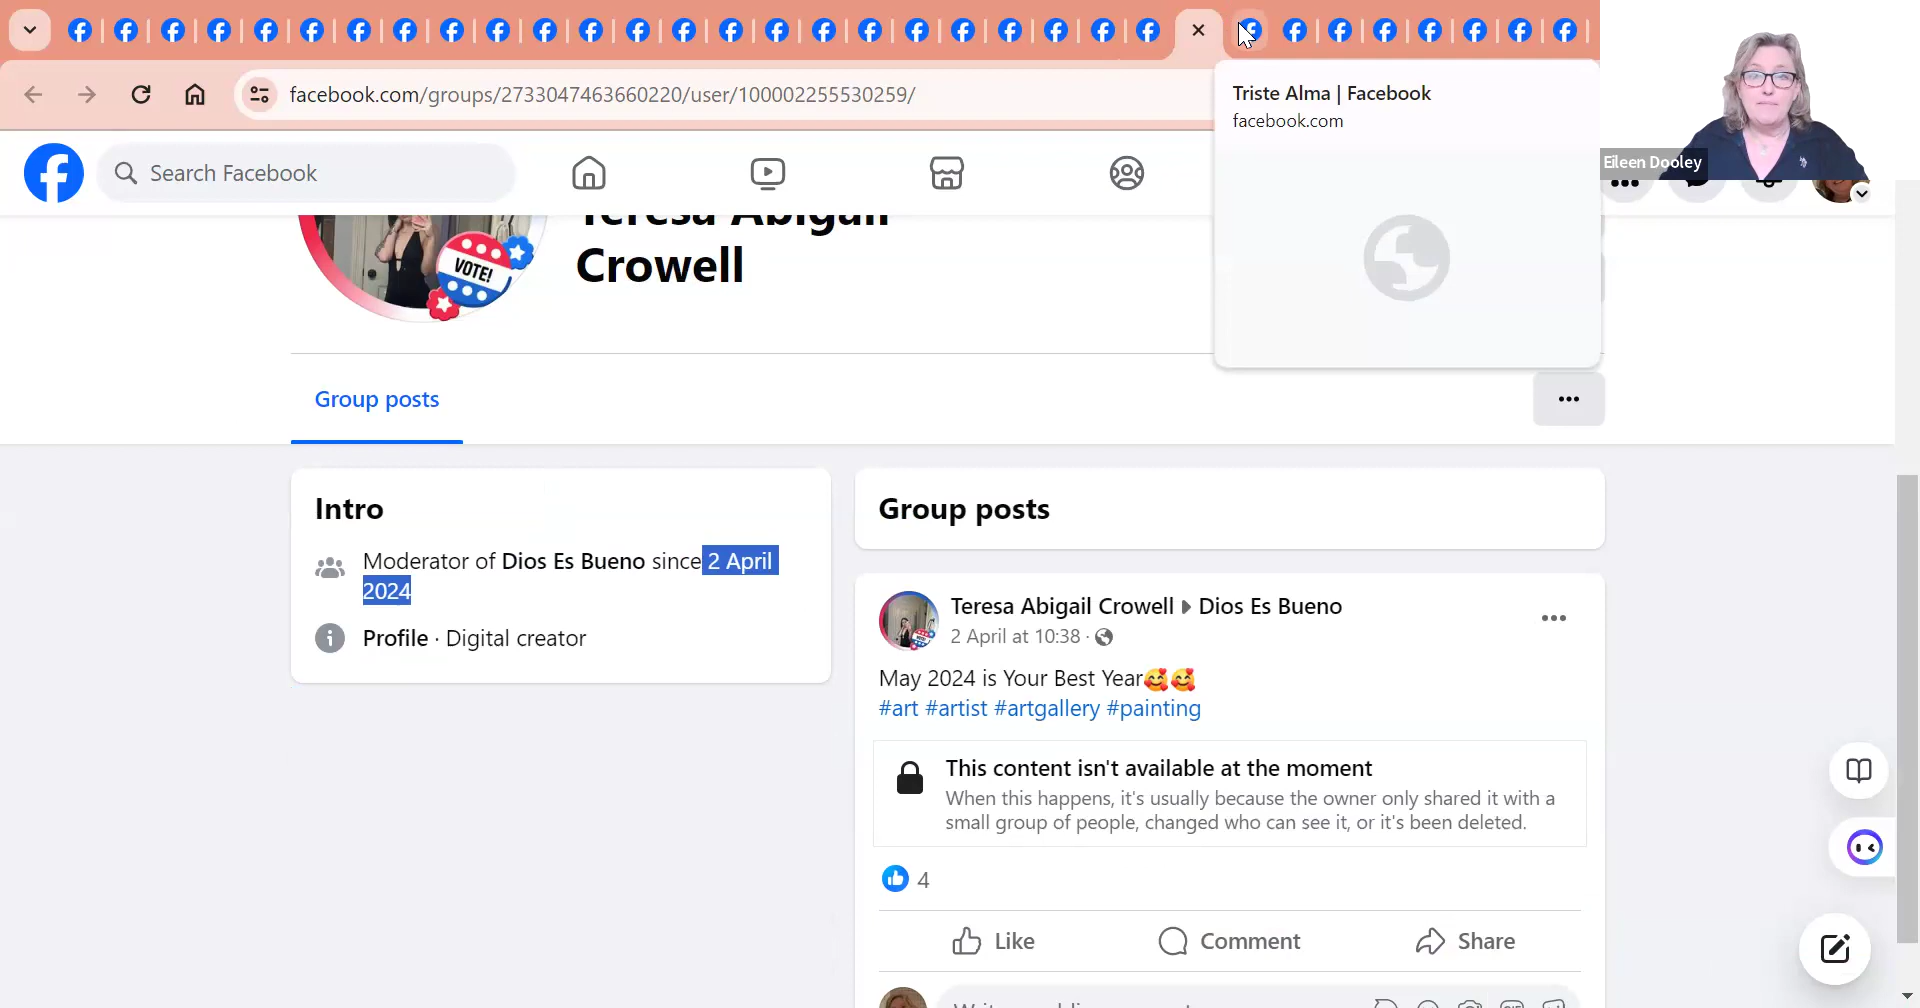 facebook.com/groups/2733047463660220/user/100002255530259/
Triste Alma | Facebook
facebook.com
Eileen Dooley
Search Facebook
VOTE!
Teresa Abigail
Crowell
Group posts
Intro
Moderator of Dios Es Bueno since 2 April
2024
Profile · Digital creator
Group posts
Teresa Abigail Crowell ▸ Dios Es Bueno
2 April at 10:38 ·
May 2024 is Your Best Year🥰🥰
#art #artist #artgallery #painting
This content isn't available at the moment
When this happens, it's usually because the owner only shared it with a
small group of people, changed who can see it, or it's been deleted.
4
Like
Comment
Share